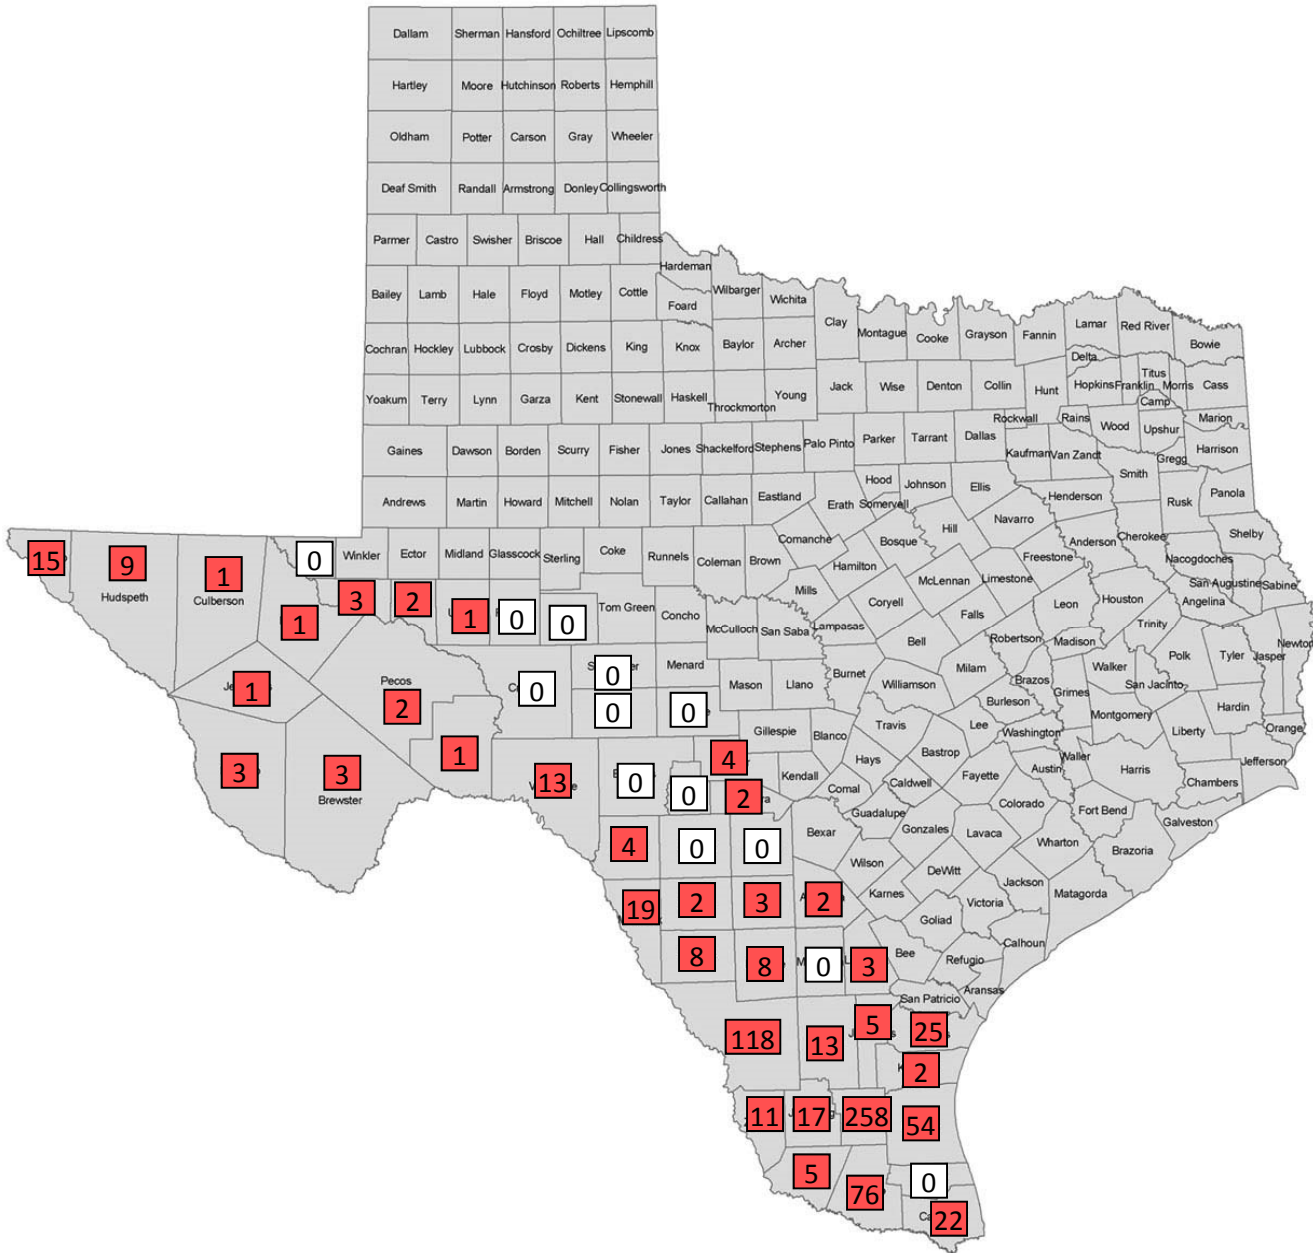 Dallam Sherman Hansford Ochiltree Lipscomb
Hartley Moore Hutchinson Roberts Hemphill
Oldham Potter Carson Gray Wheeler
Deaf Smith Randall Armstrong Donley Collingsworth
Parmer Castro Swisher Briscoe Hall Childress
Hardeman
Bailey Lamb Hale Floyd Motley Cottle Foard Wilbarger Wichita
Clay Montague Cooke Grayson Fannin Lamar Red River Bowie
Cochran Hockley Lubbock Crosby Dickens King Knox Baylor Archer
Delta Titus
Jack Wise Denton Collin Hunt Hopkins Franklin Morris Cass
Camp
Yoakum Terry Lynn Garza Kent Stonewall Haskell Throckmorton Young
Rockwall Rains Wood Upshur Marion
Gaines Dawson Borden Scurry Fisher Jones Shackelford Stephens Palo Pinto Parker Tarrant Dallas Kaufman Van Zandt Gregg Harrison
Smith
Andrews Martin Howard Mitchell Nolan Taylor Callahan Eastland Erath Hood Somervell Johnson Ellis Henderson Rusk Panola
Hill Navarro
15 9 1 0 Winkler Ector Midland Glasscock Sterling Coke Runnels Coleman Brown Comanche Bosque Freestone Anderson Cherokee Nacogdoches Shelby
Hudspeth Culberson
Hamilton McLennan Limestone San Augustine Sabine
Mills Coryell Falls Leon Houston Angelina
1 3 2 1 0 0 Tom Green Concho McCulloch San Saba Lampasas Bell Robertson Madison Trinity Newton
Polk Tyler Jasper
1 Pecos 2 0 0 Menard Mason Llano Burnet Williamson Milam Brazos Grimes Walker San Jacinto
Burleson Montgomery Liberty Hardin
0 0 Gillespie Blanco Travis Lee Washington Orange
3 3 1 13 0 0 4 2 Kendall Hays Bastrop Fayette Austin Waller Harris Chambers Jefferson
Brewster
Comal Caldwell Guadalupe Colorado Fort Bend Galveston
4 0 0 Bexar Gonzales Lavaca Wharton Brazoria
Wilson DeWitt Jackson Matagorda
19 2 3 2 Karnes Victoria
Goliad Calhoun
8 8 0 3 Bee Refugio
Aransas
San Patricio
118 13 5 25
2
11 17 258 54
5 76 0
22